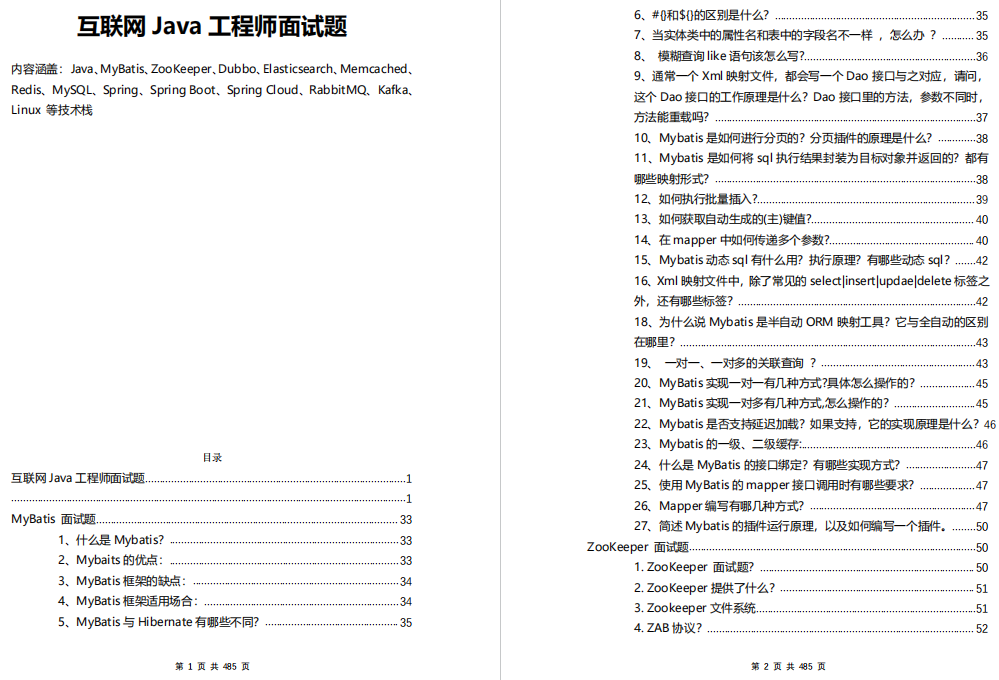 互联网 Java 工程师面试题
内容涵盖：Java、MyBatis、ZooKeeper、Dubbo、Elasticsearch、Memcached、
Redis、MySQL、Spring、Spring Boot、Spring Cloud、RabbitMQ、Kafka、
Linux 等技术栈
目录
互联网 Java 工程师面试题........1
........1
MyBatis 面试题........33
1、什么是 Mybatis？........33
2、Mybaits 的优点：........33
3、MyBatis 框架的缺点：........34
4、MyBatis 框架适用场合：........34
5、MyBatis 与 Hibernate 有哪些不同？........35
第 1 页 共 485 页
6、#{}和${}的区别是什么？........35
7、当实体类中的属性名和表中的字段名不一样 ，怎么办 ？........35
8、 模糊查询 like 语句该怎么写?........36
9、通常一个 Xml 映射文件，都会写一个 Dao 接口与之对应，请问，
这个 Dao 接口的工作原理是什么？Dao 接口里的方法，参数不同时，
方法能重载吗？........37
10、Mybatis 是如何进行分页的？分页插件的原理是什么？........38
11、Mybatis 是如何将 sql 执行结果封装为目标对象并返回的？都有
哪些映射形式？........38
12、如何执行批量插入?........39
13、如何获取自动生成的(主)键值?........40
14、在 mapper 中如何传递多个参数?........40
15、Mybatis 动态 sql 有什么用？执行原理？有哪些动态 sql？........42
16、Xml 映射文件中，除了常见的 select|insert|updae|delete 标签之
外，还有哪些标签？........42
18、为什么说 Mybatis 是半自动 ORM 映射工具？它与全自动的区别
在哪里？........43
19、 一对一、一对多的关联查询 ？........43
20、MyBatis 实现一对一有几种方式?具体怎么操作的？........45
21、MyBatis 实现一对多有几种方式,怎么操作的？........45
22、Mybatis 是否支持延迟加载？如果支持，它的实现原理是什么？46
23、Mybatis 的一级、二级缓存:........46
24、什么是 MyBatis 的接口绑定？有哪些实现方式？........47
25、使用 MyBatis 的 mapper 接口调用时有哪些要求？........47
26、Mapper 编写有哪几种方式？........47
27、简述 Mybatis 的插件运行原理，以及如何编写一个插件。........50
ZooKeeper 面试题........50
1. ZooKeeper 面试题？........50
2. ZooKeeper 提供了什么？........51
3. Zookeeper 文件系统........51
4. ZAB 协议？........52
第 2 页 共 485 页